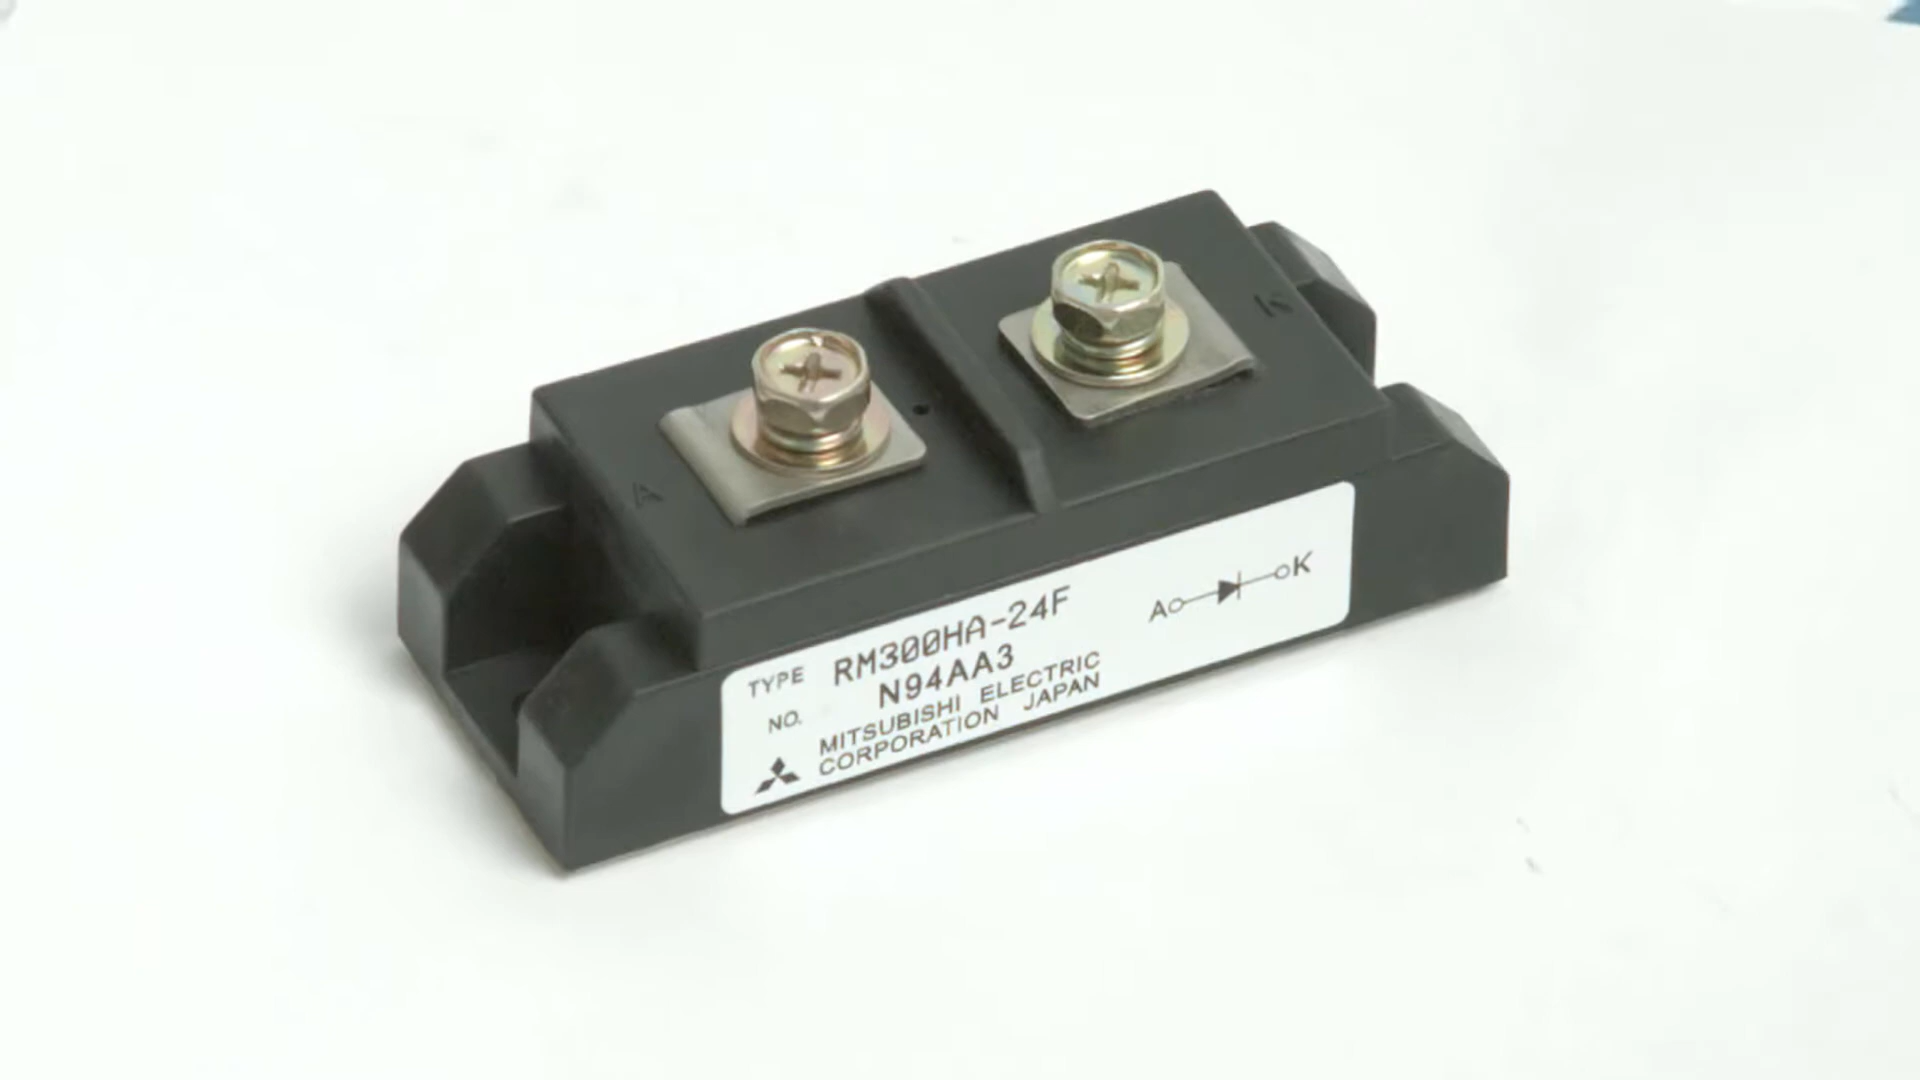 A
K
TYPE RM300HA-24F
NO. N94AA3
MITSUBISHI ELECTRIC
CORPORATION JAPAN
A K